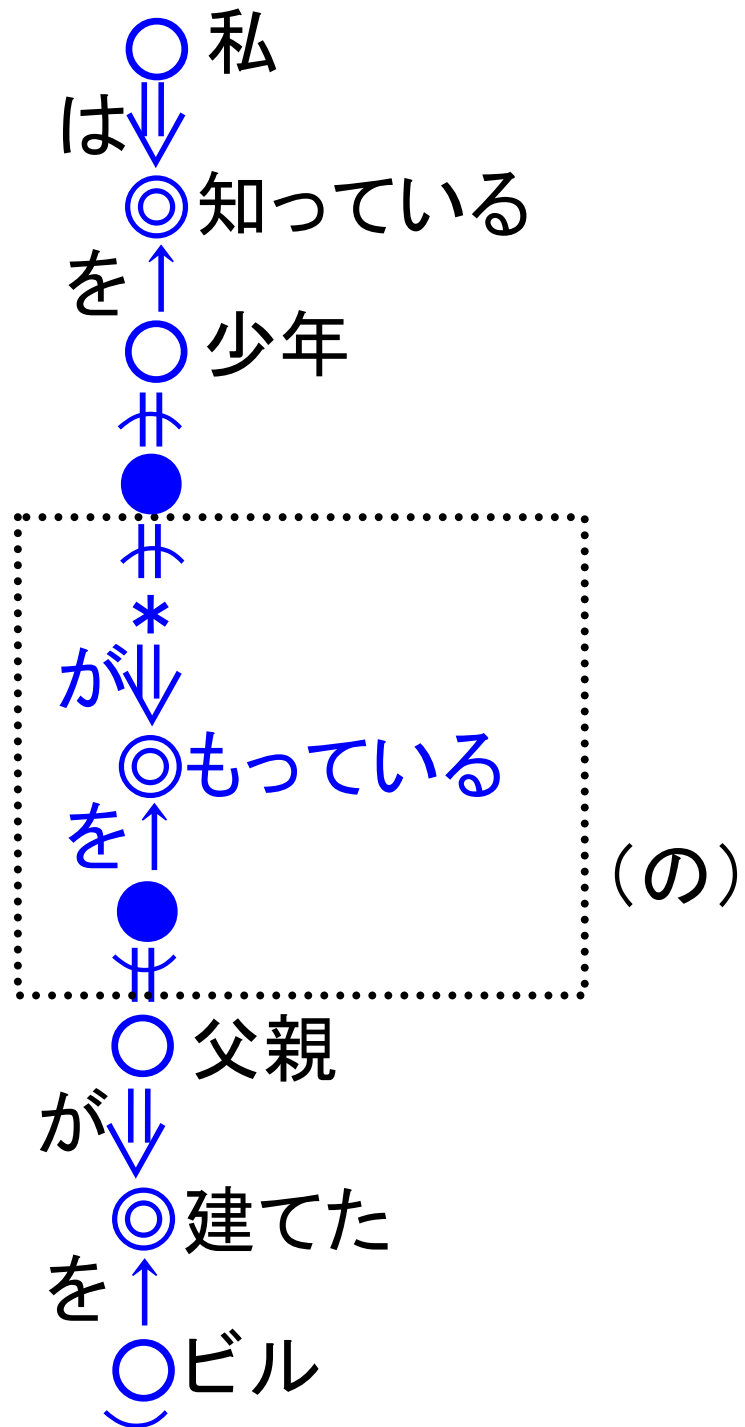 私
は
知っている
を
少年
*
が
もっている
を
（の）
父親
が
建てた
を
ビル